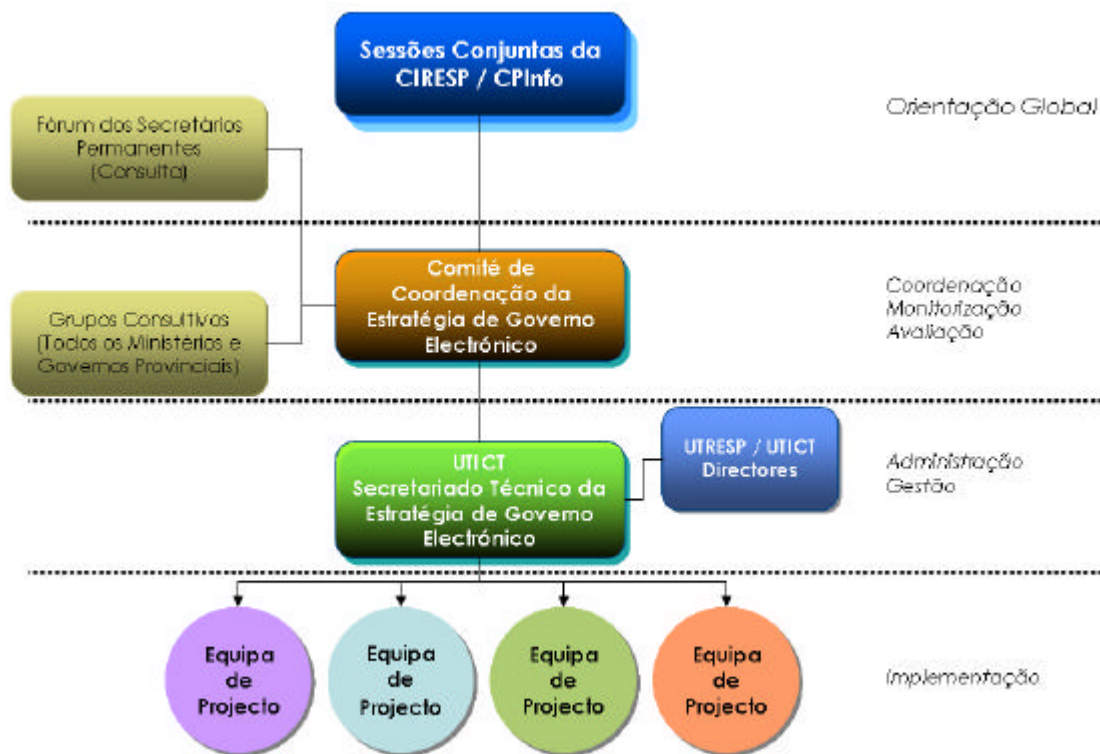 Sessões Conjuntas da
CIRESP / CPInfo
Orientação Global
Fórum dos Secretários
Permanentes
(Consulta)
Comité de
Coordenação da
Estratégia de Governo
Electrónico
Coordenação
Monitorização
Avaliação
Grupos Consultivos
(Todos os Ministérios e
Governos Provinciais)
UTICT
Secretariado Técnico da
Estratégia de Governo
Electrónico
UTRESP / UTICT
Directores
Administração
Gestão
Equipa
de
Projecto
Equipa
de
Projecto
Equipa
de
Projecto
Equipa
de
Projecto
Implementação